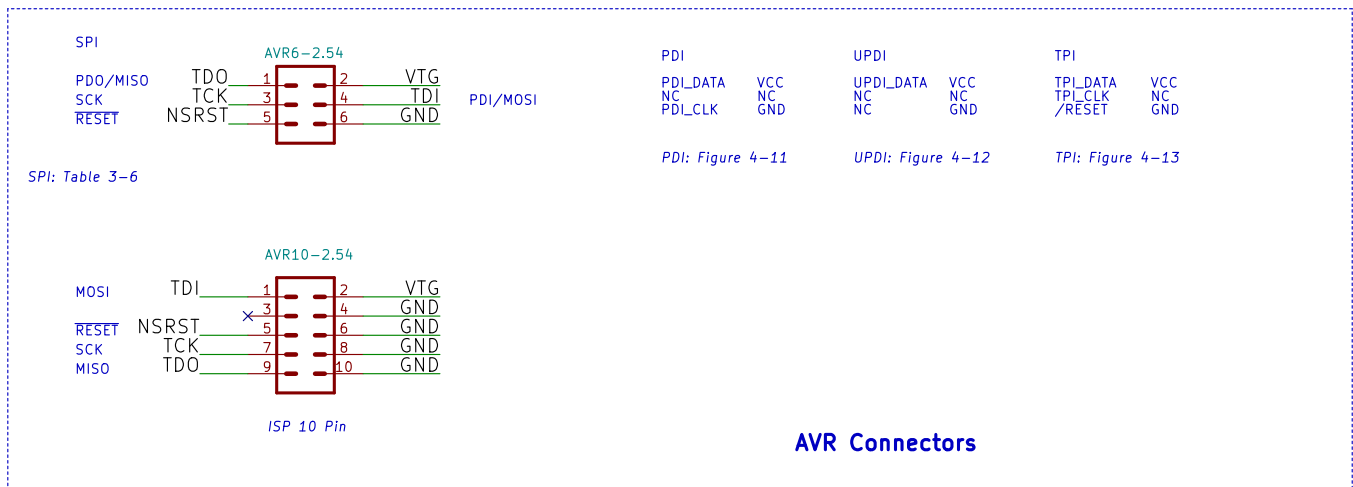 SPI
AVR6-2.54
PDO/MISO TDO 1 2 VTG
SCK TCK 3 4 TDI PDI/MOSI
RESET NSRST 5 6 GND
SPI: Table 3-6
PDI UPDI TPI
PDI_DATA VCC UPDI_DATA VCC TPI_DATA VCC
NC NC NC NC TPI_CLK NC
PDI_CLK GND NC GND /RESET GND
PDI: Figure 4-11 UPDI: Figure 4-12 TPI: Figure 4-13
AVR10-2.54
MOSI TDI 1 2 VTG
3 4 GND
RESET NSRST 5 6 GND
SCK TCK 7 8 GND
MISO TDO 9 10 GND
ISP 10 Pin
AVR Connectors